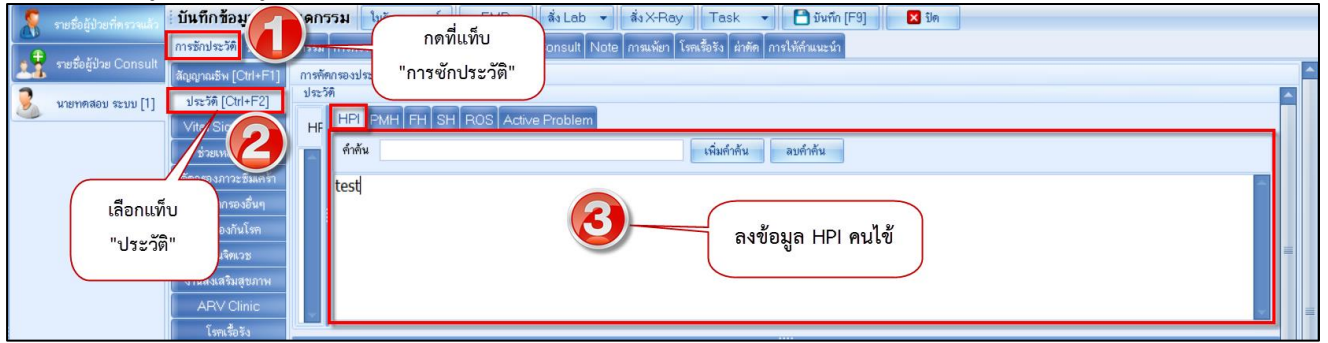 รายชื่อผู้ป่วยที่ตรวจแล้ว
รายชื่อผู้ป่วย Consult
นายทดสอบ ระบบ [1]
บันทึกข้อมู
สั่ง Lab
สั่ง X-Ray
Task
บันทึก [F9]
ปิด
การซักประวัติ
onsult
Note
การแพ้ยา
โรคเรื้อรัง
ผ่าตัด
การให้คำแนะนำ
1
กดที่แท็บ
"การซักประวัติ"
สัญญาณชีพ [Ctrl+F1]
ประวัติ [Ctrl+F2]
2
ARV Clinic
โรคเรื้อรัง
เลือกแท็บ
"ประวัติ"
ประวัติ
HPI
PMH
FH
SH
ROS
Active Problem
คำค้น
เพิ่มคำค้น
ลบคำค้น
test
3
ลงข้อมูล HPI คนไข้